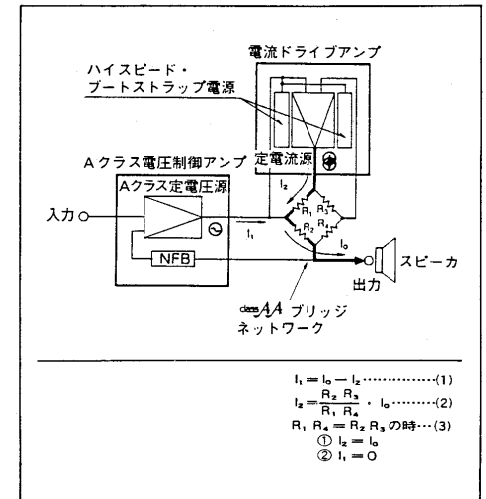 電流ドライブアンプ
ハイスピード・
ブートストラップ電源
定電流源
Aクラス電圧制御アンプ
Aクラス定電圧源
I₂
R₁ R₃
R₂ R₄
入力
I₁
I₀
NFB
スピーカ
出力
class AA ブリッジ
ネットワーク
I₁ = I₀ − I₂ ……………(1)
I₂ = R₂ R₃ / R₁ R₄ ・ I₀ ………(2)
R₁ R₄ = R₂ R₃ の時…(3)
① I₂ = I₀
② I₁ = O